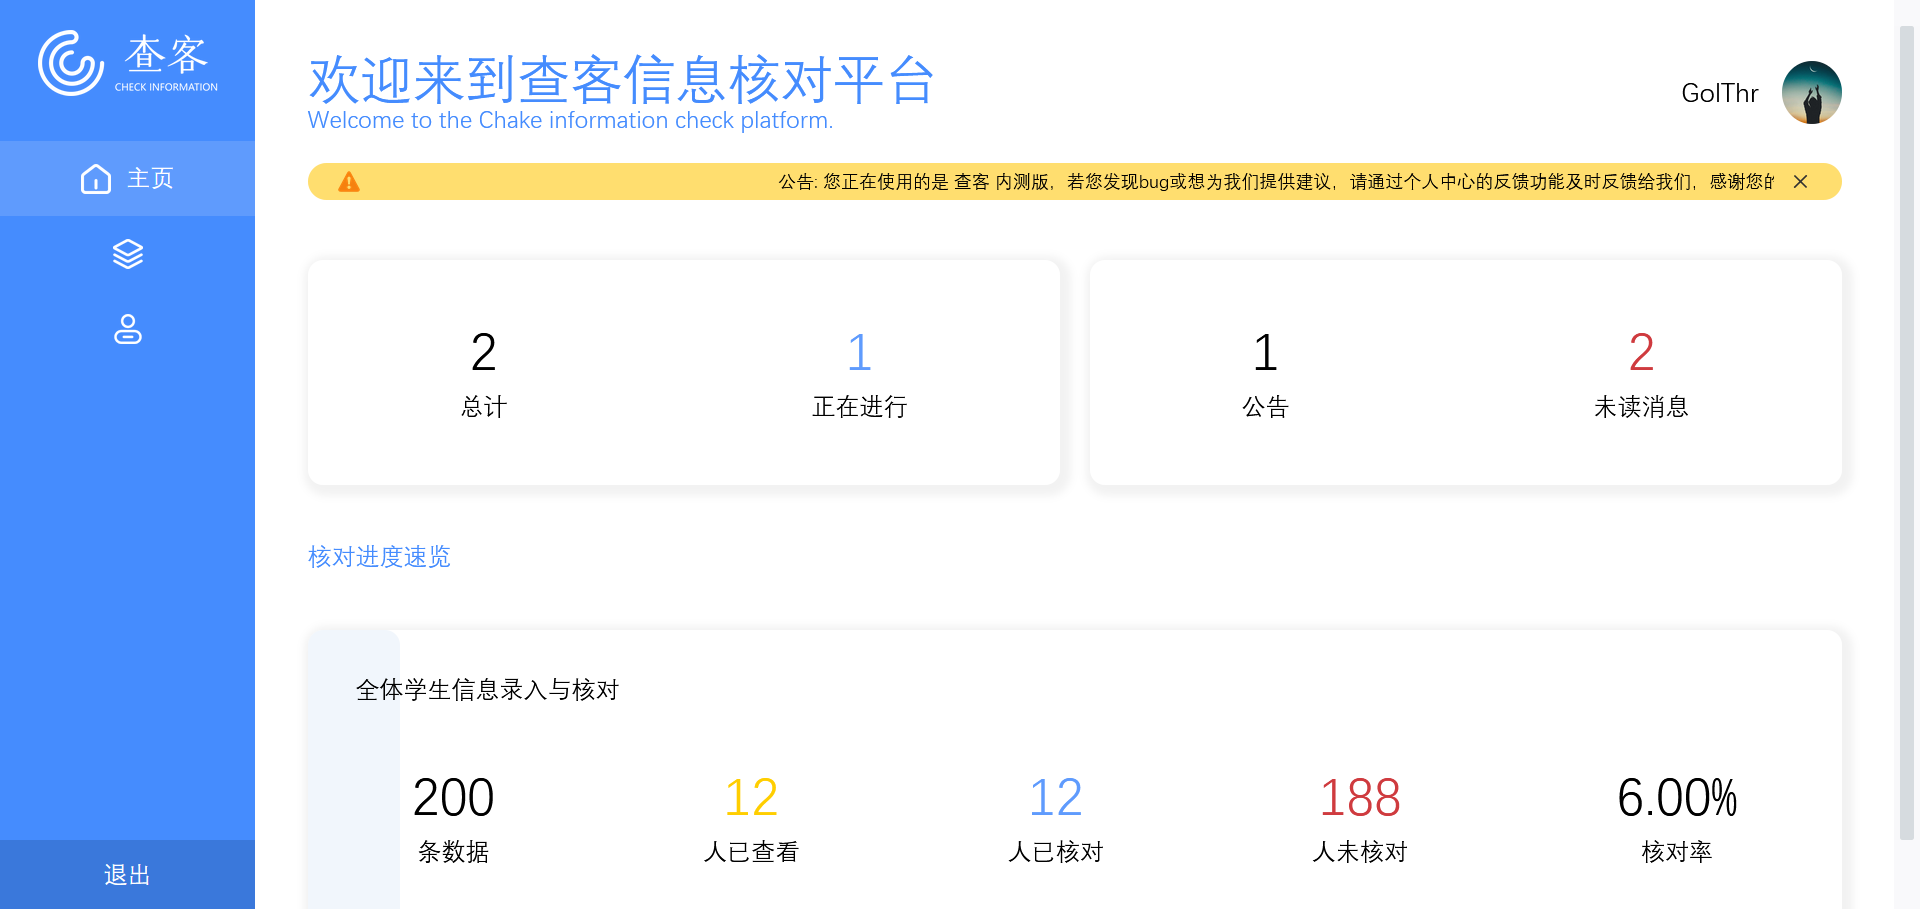 查客
CHECK INFORMATION
主页
退出
欢迎来到查客信息核对平台
Welcome to the Chake information check platform.
GolThr
公告: 您正在使用的是 查客 内测版，若您发现bug或想为我们提供建议，请通过个人中心的反馈功能及时反馈给我们，感谢您的
2
总计
1
正在进行
1
公告
2
未读消息
核对进度速览
全体学生信息录入与核对
200
条数据
12
人已查看
12
人已核对
188
人未核对
6.00%
核对率